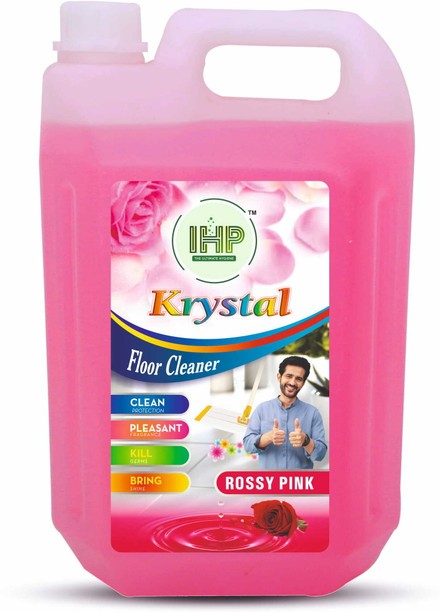 IHP
TM
THE ULTIMATE HYGIENE
Krystal
Floor Cleaner
CLEAN
PROTECTION
PLEASANT
FRAGRANCE
KILL
GERMS
BRING
SHINE
ROSSY PINK